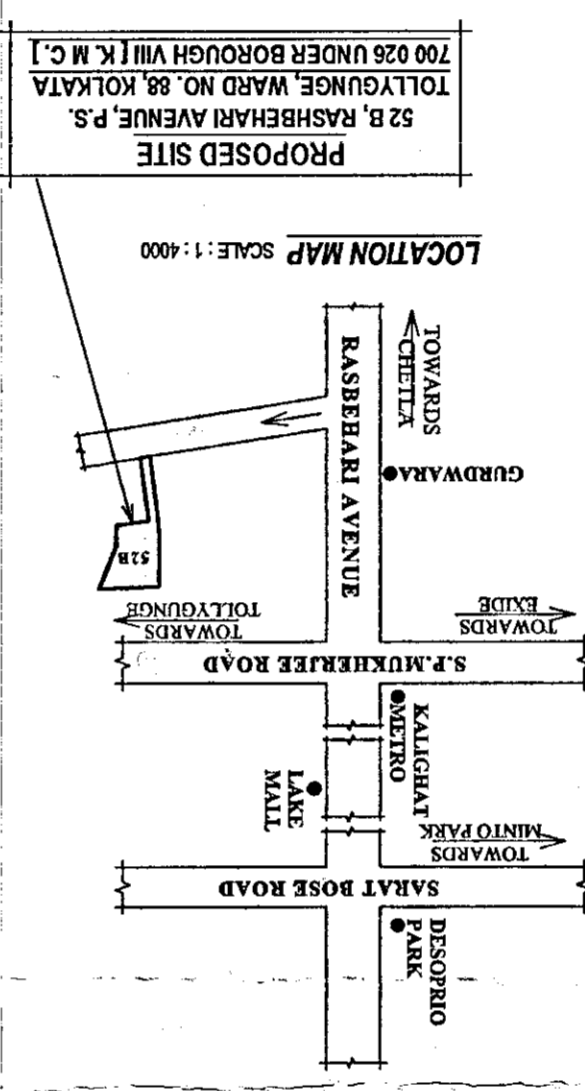 DESOPRIO
PARK
SARAT BOSE ROAD
TOWARDS
MINTO PARK
LAKE
MALL
KALIGHAT
METRO
S.P.MUKHERJEE ROAD
TOWARDS
EXIDE
TOWARDS
TOLLYGUNGE
52B
RASBEHARI AVENUE
GURDWARA
TOWARDS
CHETLA
LOCATION MAP SCALE : 1 : 4000
PROPOSED SITE
52 B, RASHBEHARI AVENUE, P.S.
TOLLYGUNGE, WARD NO. 88, KOLKATA
700 026 UNDER BOROUGH VIII [ K. M C. ]